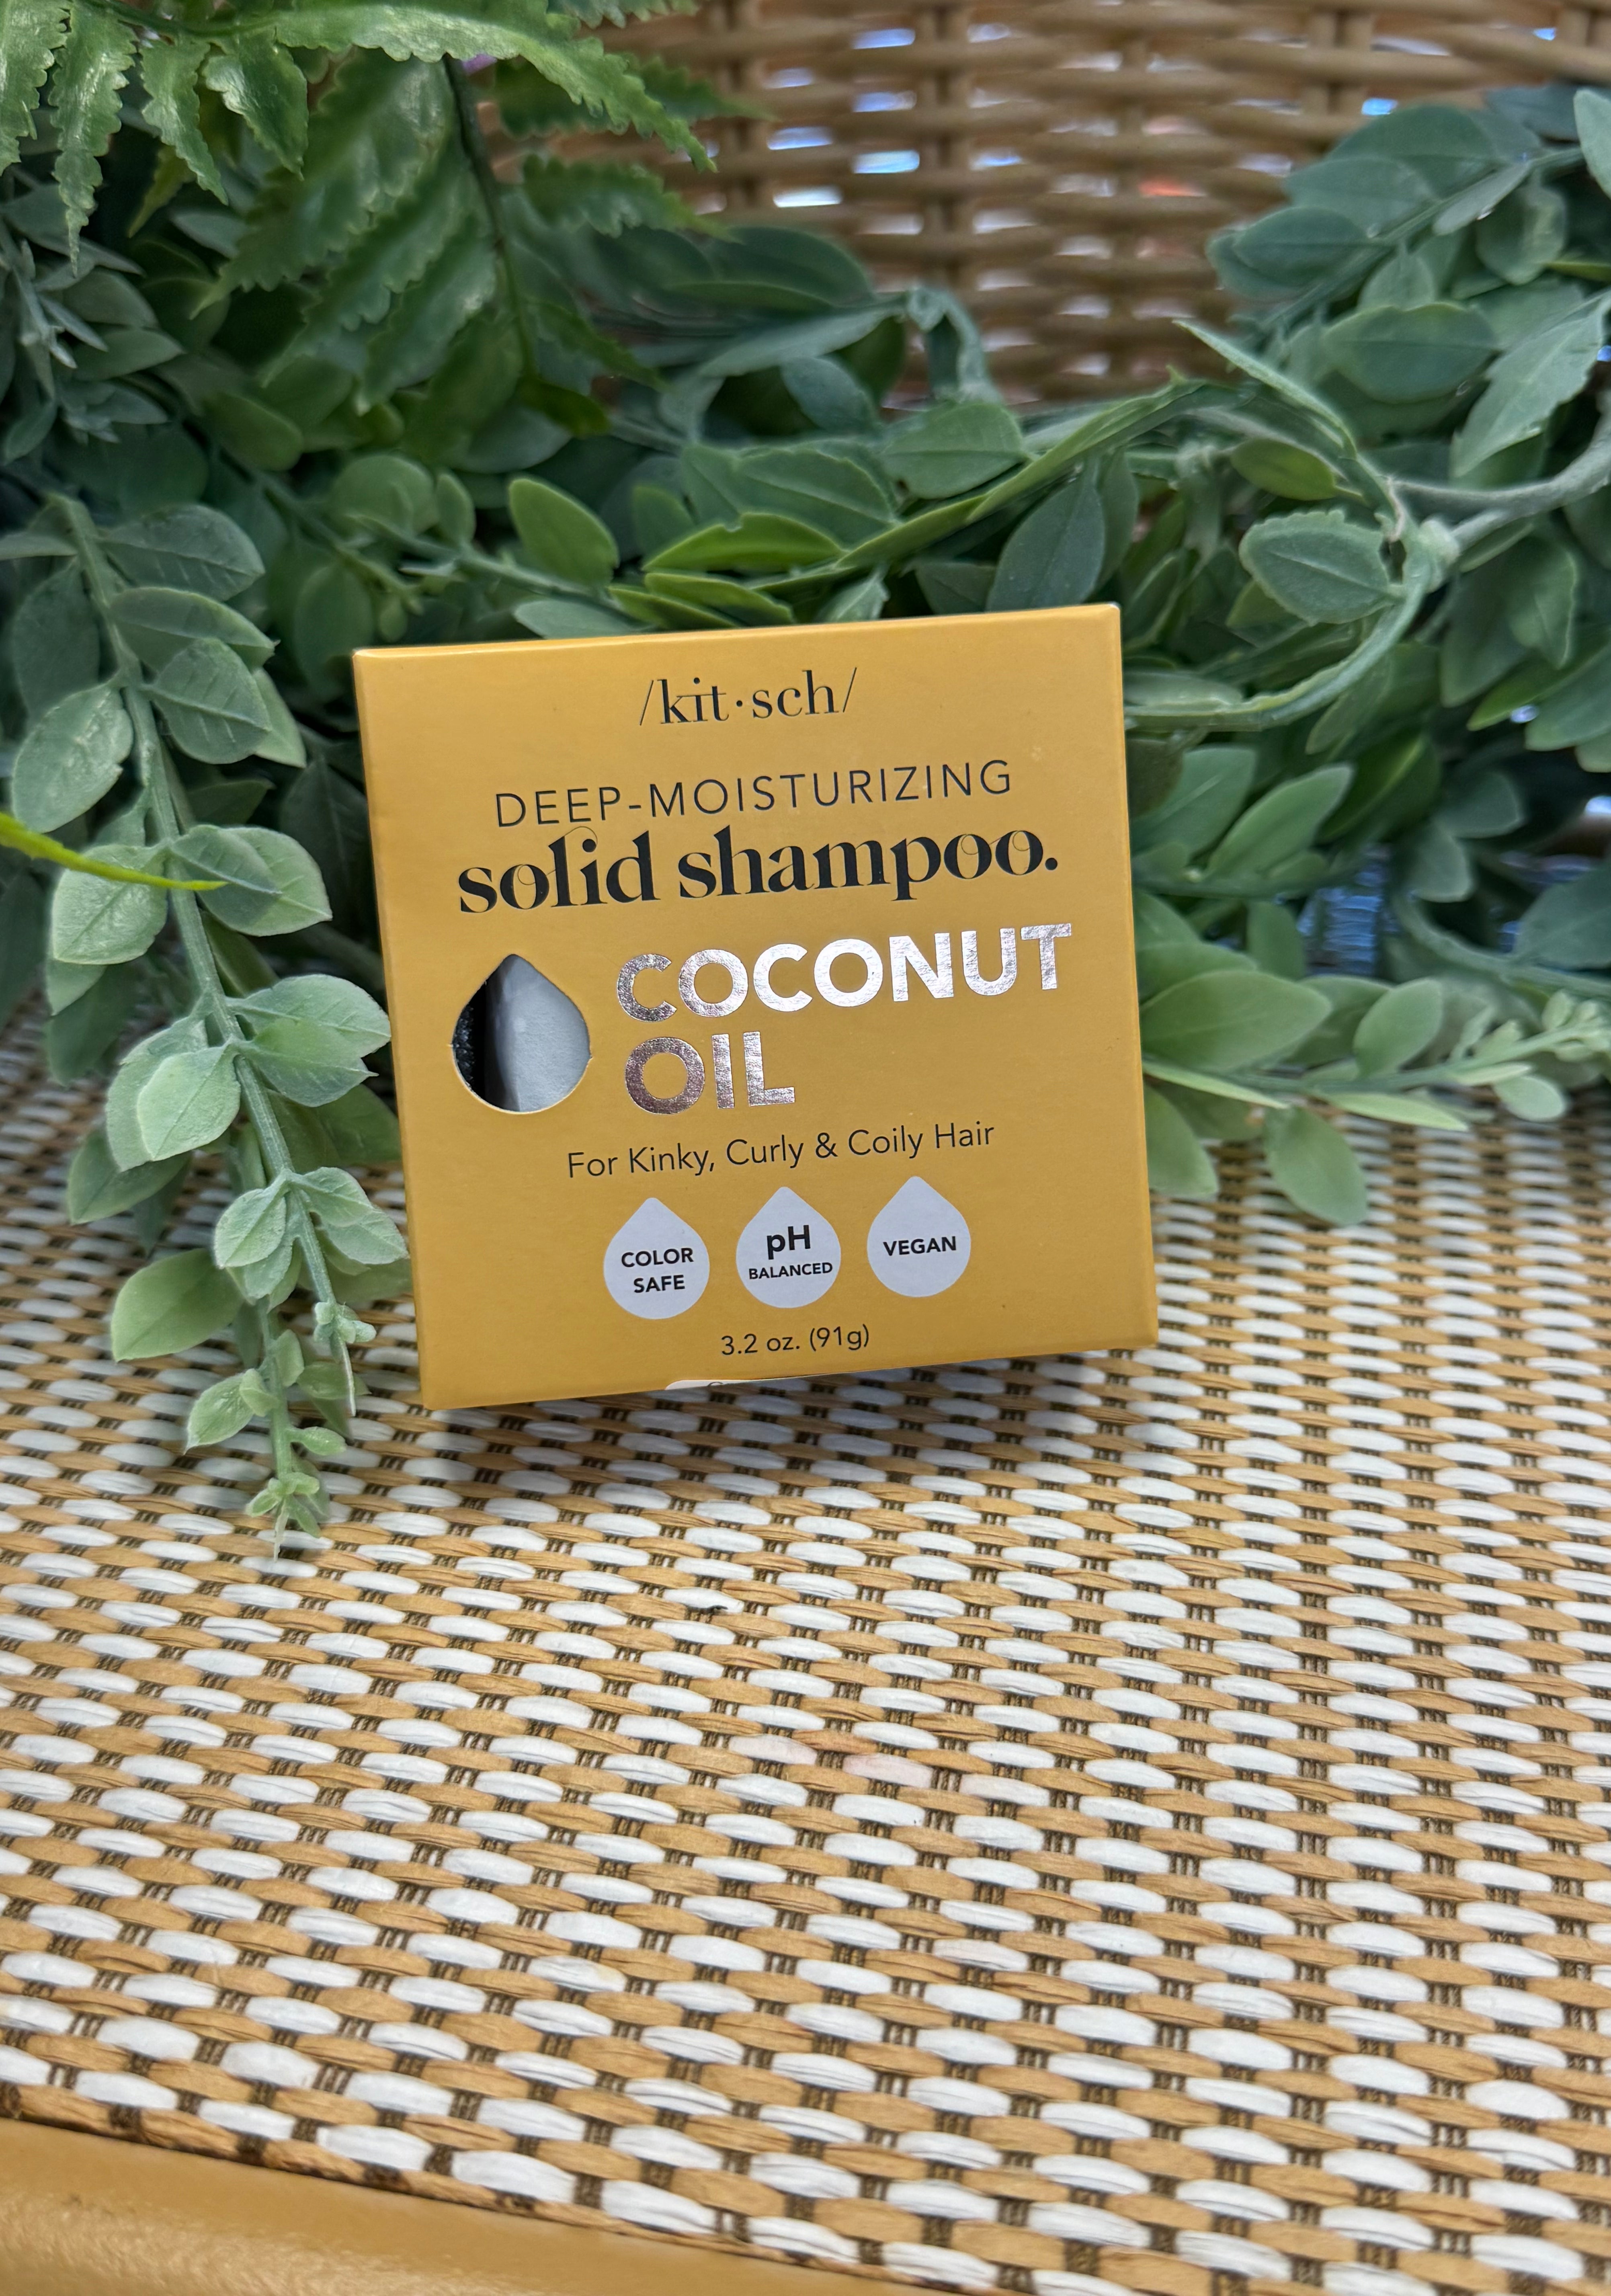 /kit·sch/
DEEP-MOISTURIZING
solid shampoo.
COCONUT
OIL
For Kinky, Curly & Coily Hair
COLOR
SAFE
pH
BALANCED
VEGAN
3.2 oz. (91g)